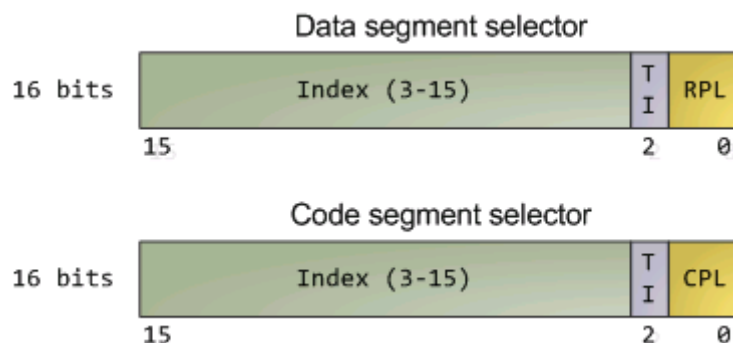 Data segment selector
16 bits Index (3-15) T I RPL
15 2 0
Code segment selector
16 bits Index (3-15) T I CPL
15 2 0